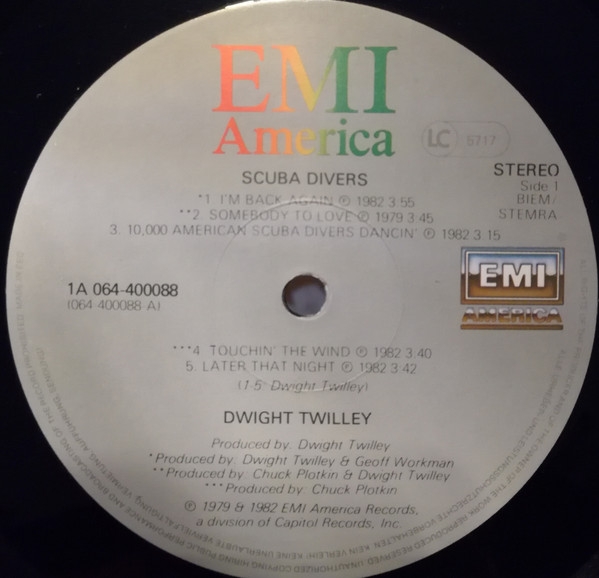 EMI
America
LC 6717
SCUBA DIVERS
STEREO
Side 1
BIEM/
STEMRA
*1. I'M BACK AGAIN ℗ 1982 3.55
**2. SOMEBODY TO LOVE ℗ 1979 3.45
3. 10,000 AMERICAN SCUBA DIVERS DANCIN' ℗ 1982 3.15
1A 064-400088
(064 400088 A)
EMI
AMERICA
***4. TOUCHIN' THE WIND ℗ 1982 3.40
5. LATER THAT NIGHT ℗ 1982 3.42
(1-5: Dwight Twilley)
DWIGHT TWILLEY
Produced by: Dwight Twilley
*Produced by: Dwight Twilley & Geoff Workman
**Produced by: Chuck Plotkin & Dwight Twilley
***Produced by: Chuck Plotkin
℗ 1979 & 1982 EMI America Records,
a division of Capitol Records, Inc.